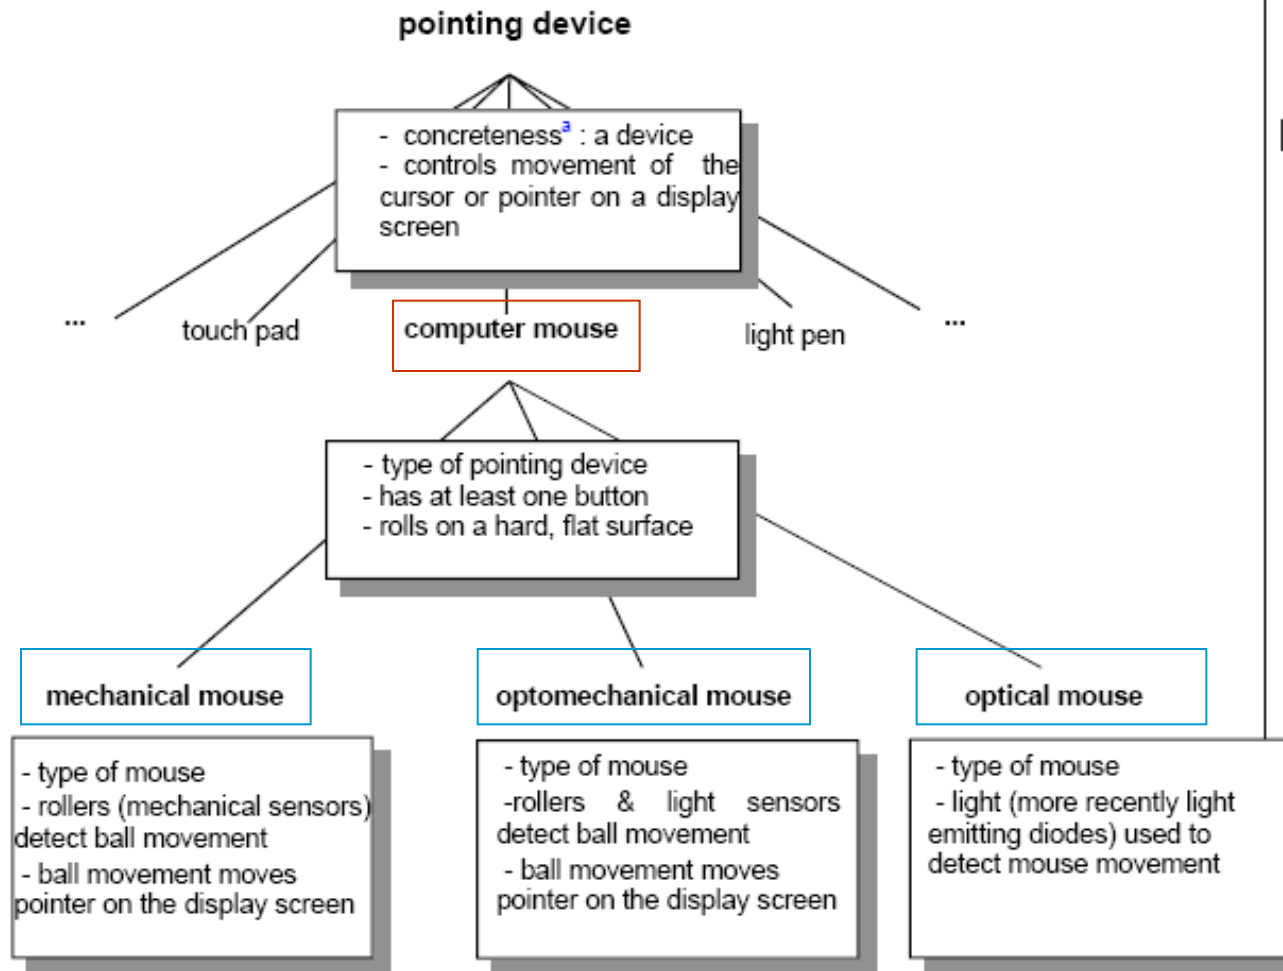 pointing device
- concretenessª : a device
- controls movement of the
cursor or pointer on a display
screen
...
touch pad
computer mouse
light pen
...
- type of pointing device
- has at least one button
- rolls on a hard, flat surface
mechanical mouse
optomechanical mouse
optical mouse
- type of mouse
- rollers (mechanical sensors)
detect ball movement
- ball movement moves
pointer on the display screen
- type of mouse
-rollers & light sensors
detect ball movement
- ball movement moves
pointer on the display screen
- type of mouse
- light (more recently light
emitting diodes) used to
detect mouse movement